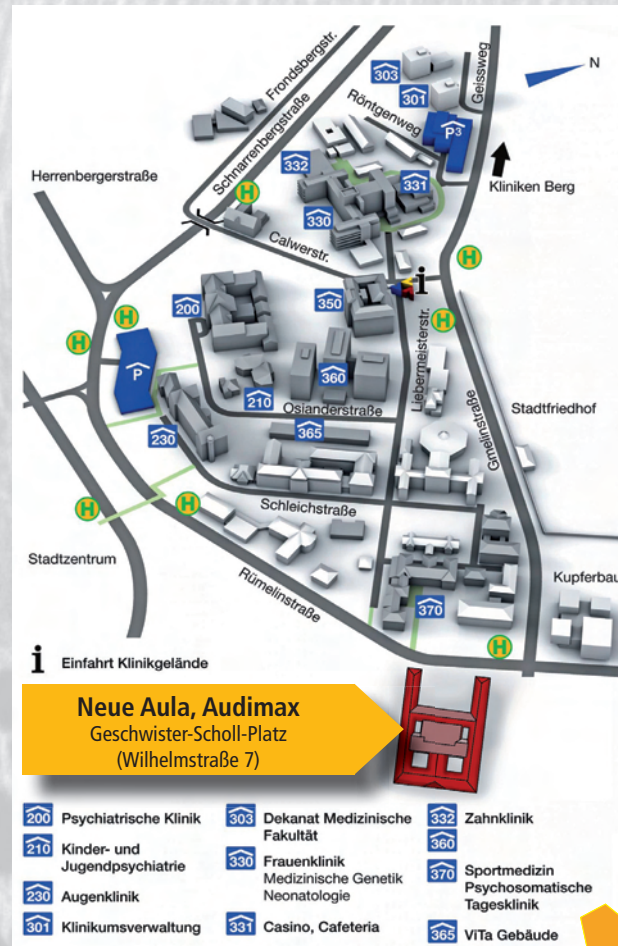 303
Geissweg
N
Frondsbergstr.
301
Röntgenweg
P3
Schnarrenbergstraße
332
331
Kliniken Berg
Herrenbergerstraße
H
330
Calwerstr.
H
i
200
350
H
H
H
Liebermeisterstr.
P
360
210
Osianderstraße
Stadtfriedhof
Gmelinstraße
230
365
H
H
Schleichstraße
Stadtzentrum
Rümelinstraße
Kupferbau
370
H
i Einfahrt Klinikgelände
Neue Aula, Audimax
Geschwister-Scholl-Platz
(Wilhelmstraße 7)
200 Psychiatrische Klinik
210 Kinder- und
Jugendpsychiatrie
230 Augenklinik
301 Klinikumsverwaltung
303 Dekanat Medizinische
Fakultät
330 Frauenklinik
Medizinische Genetik
Neonatologie
331 Casino, Cafeteria
332 Zahnklinik
360
370 Sportmedizin
Psychosomatische
Tagesklinik
365 ViTa Gebäude